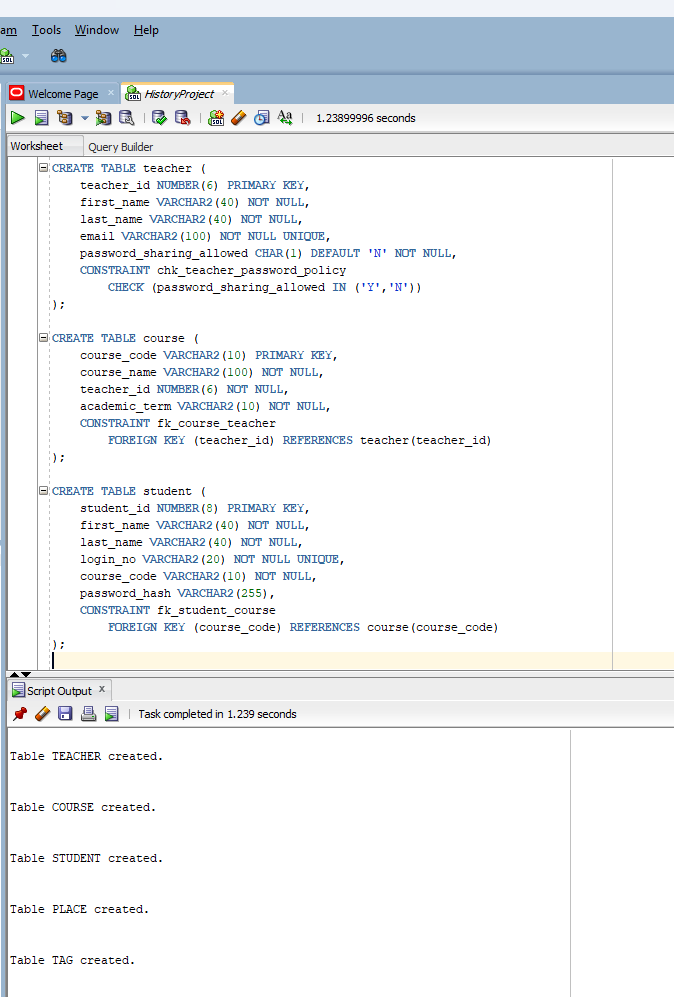 am Tools Window Help
SQL
Welcome Page × SQL HistoryProject ×
SQL Aa 1.23899996 seconds
Worksheet Query Builder
CREATE TABLE teacher (
    teacher_id NUMBER(6) PRIMARY KEY,
    first_name VARCHAR2(40) NOT NULL,
    last_name VARCHAR2(40) NOT NULL,
    email VARCHAR2(100) NOT NULL UNIQUE,
    password_sharing_allowed CHAR(1) DEFAULT 'N' NOT NULL,
    CONSTRAINT chk_teacher_password_policy
        CHECK (password_sharing_allowed IN ('Y','N'))
);
CREATE TABLE course (
    course_code VARCHAR2(10) PRIMARY KEY,
    course_name VARCHAR2(100) NOT NULL,
    teacher_id NUMBER(6) NOT NULL,
    academic_term VARCHAR2(10) NOT NULL,
    CONSTRAINT fk_course_teacher
        FOREIGN KEY (teacher_id) REFERENCES teacher(teacher_id)
);
CREATE TABLE student (
    student_id NUMBER(8) PRIMARY KEY,
    first_name VARCHAR2(40) NOT NULL,
    last_name VARCHAR2(40) NOT NULL,
    login_no VARCHAR2(20) NOT NULL UNIQUE,
    course_code VARCHAR2(10) NOT NULL,
    password_hash VARCHAR2(255),
    CONSTRAINT fk_student_course
        FOREIGN KEY (course_code) REFERENCES course(course_code)
);
Script Output x
Task completed in 1.239 seconds
Table TEACHER created.
Table COURSE created.
Table STUDENT created.
Table PLACE created.
Table TAG created.